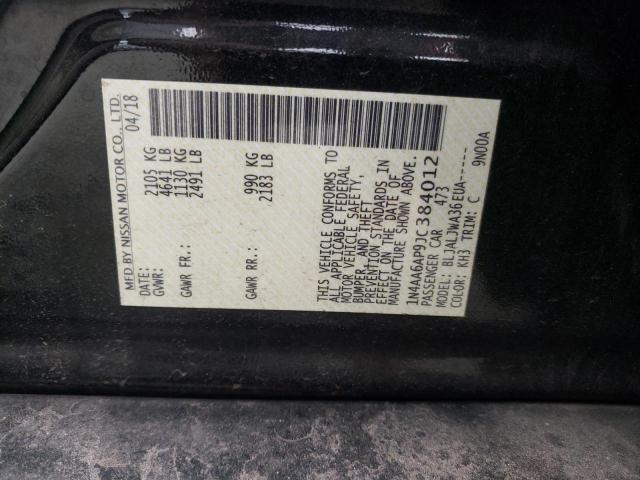 MFD BY NISSAN MOTOR CO., LTD.
04/18
GVWR: 2105 KG
4641 LB
GAWR FR.: 1130 KG
2491 LB
GAWR RR.: 990 KG
2183 LB
THIS VEHICLE CONFORMS TO
ALL APPLICABLE FEDERAL
MOTOR VEHICLE SAFETY,
BUMPER, AND THEFT
PREVENTION STANDARDS IN
EFFECT ON THE DATE OF
MANUFACTURE SHOWN ABOVE.
1N4AA6AP9JC384012
PASSENGER CAR 473
MODEL: BLJALJWA36EUA------
COLOR: KH3 TRIM: C 9N00A